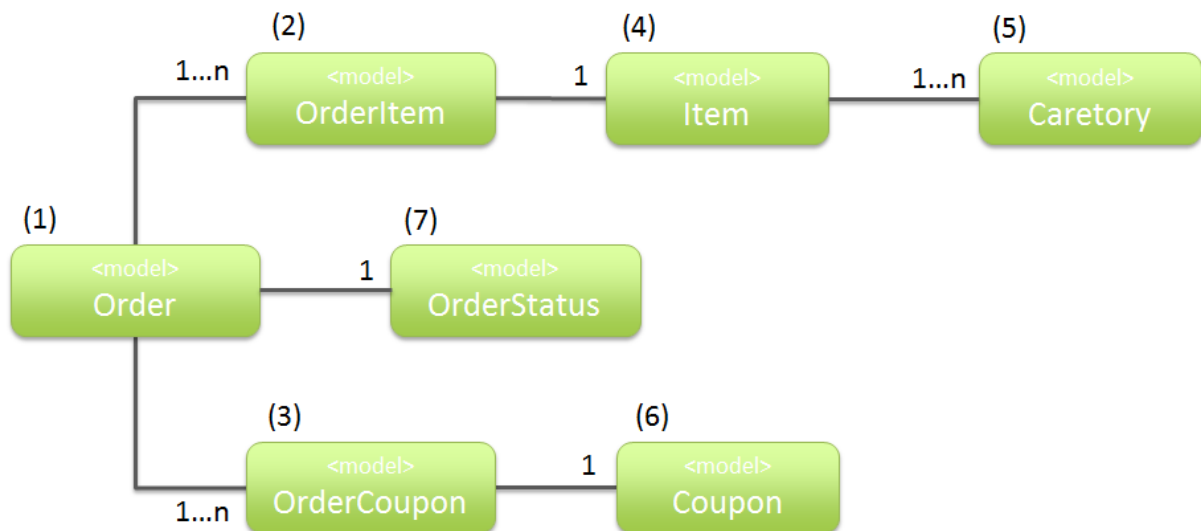 (2)
(4)
(5)
1...n
<model>
OrderItem
1
<model>
Item
1...n
<model>
Caretory
(1)
(7)
<model>
Order
1
<model>
OrderStatus
(3)
(6)
1...n
<model>
OrderCoupon
1
<model>
Coupon